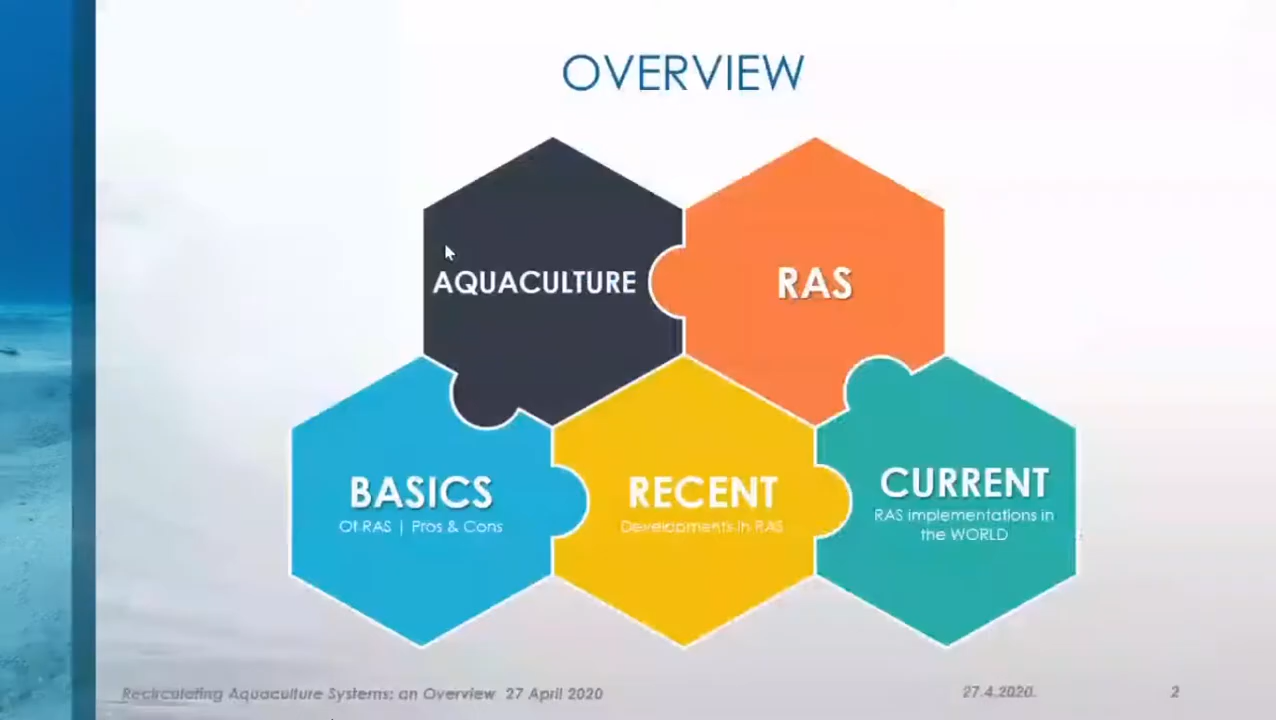 OVERVIEW
AQUACULTURE
RAS
BASICS
Of RAS | Pros & Cons
RECENT
Developments in RAS
CURRENT
RAS implementations in
the WORLD
Recirculating Aquaculture Systems: an Overview 27 April 2020
27.4.2020.
2